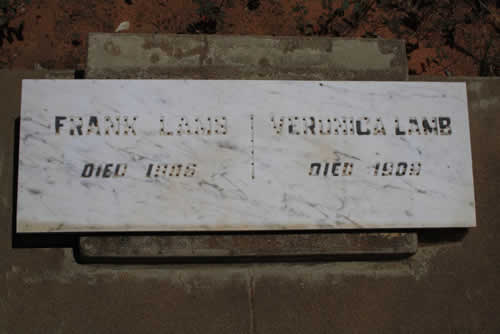 FRANK LAMB
DIED
VERONICA LAMB
DIED